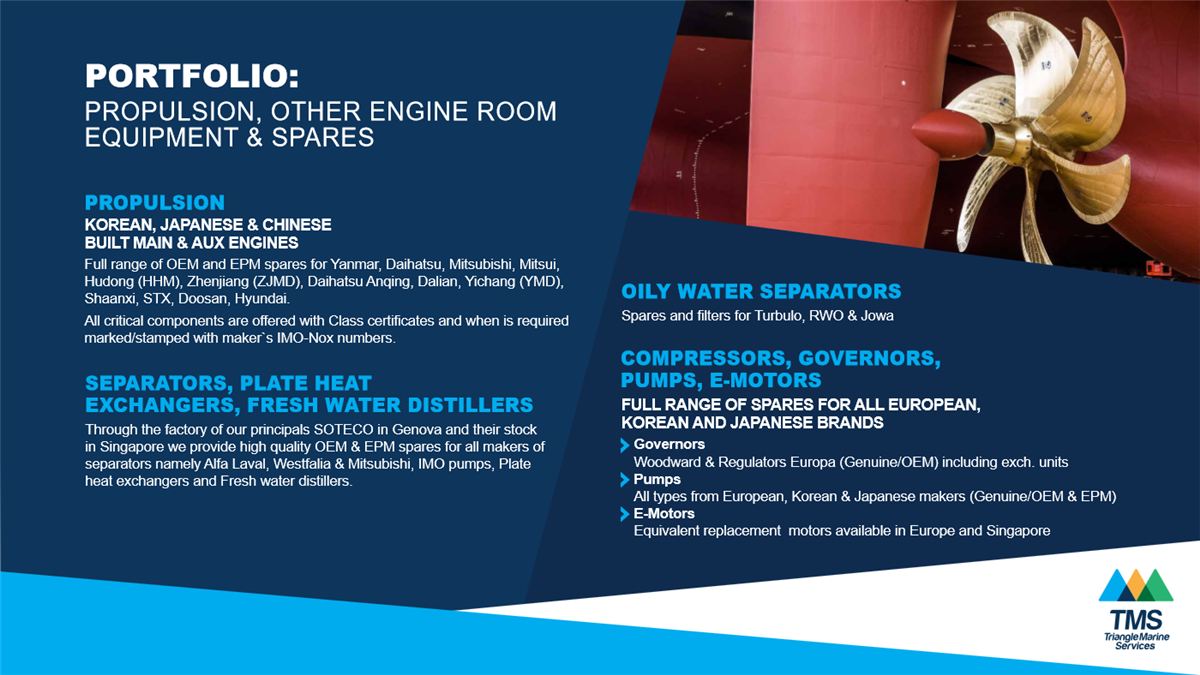 PORTFOLIO:
PROPULSION, OTHER ENGINE ROOM
EQUIPMENT & SPARES
PROPULSION
KOREAN, JAPANESE & CHINESE
BUILT MAIN & AUX ENGINES
Full range of OEM and EPM spares for Yanmar, Daihatsu, Mitsubishi, Mitsui,
Hudong (HHM), Zhenjiang (ZJMD), Daihatsu Anqing, Dalian, Yichang (YMD),
Shaanxi, STX, Doosan, Hyundai.
All critical components are offered with Class certificates and when is required
marked/stamped with maker`s IMO-Nox numbers.
SEPARATORS, PLATE HEAT
EXCHANGERS, FRESH WATER DISTILLERS
Through the factory of our principals SOTECO in Genova and their stock
in Singapore we provide high quality OEM & EPM spares for all makers of
separators namely Alfa Laval, Westfalia & Mitsubishi, IMO pumps, Plate
heat exchangers and Fresh water distillers.
OILY WATER SEPARATORS
Spares and filters for Turbulo, RWO & Jowa
COMPRESSORS, GOVERNORS,
PUMPS, E-MOTORS
FULL RANGE OF SPARES FOR ALL EUROPEAN,
KOREAN AND JAPANESE BRANDS
Governors
Woodward & Regulators Europa (Genuine/OEM) including exch. units
Pumps
All types from European, Korean & Japanese makers (Genuine/OEM & EPM)
E-Motors
Equivalent replacement  motors available in Europe and Singapore
TMS
Triangle Marine
Services